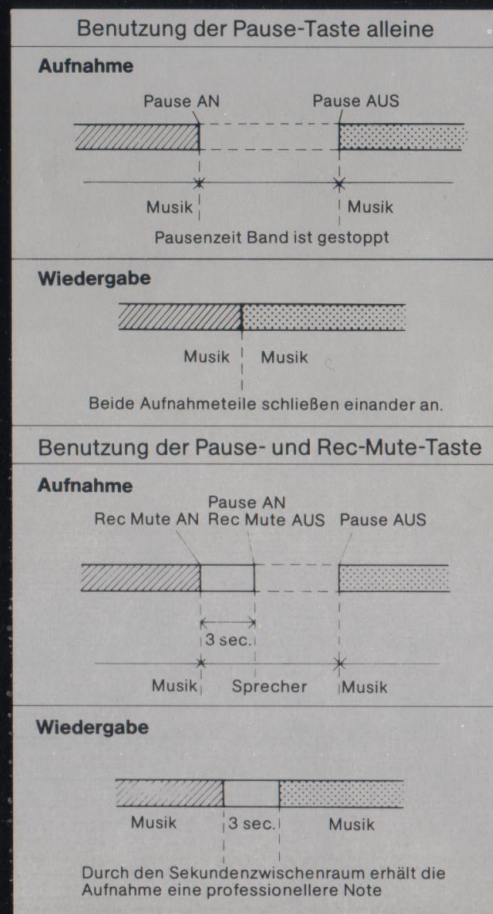 Benutzung der Pause-Taste alleine
Aufnahme
Pause AN Pause AUS
Musik Musik
Pausenzeit Band ist gestoppt
Wiedergabe
Musik Musik
Beide Aufnahmeteile schließen einander an.
Benutzung der Pause- und Rec-Mute-Taste
Aufnahme
Pause AN
Rec Mute AN Rec Mute AUS Pause AUS
3 sec.
Musik Sprecher Musik
Wiedergabe
Musik 3 sec. Musik
Durch den Sekundenzwischenraum erhält die
Aufnahme eine professionellere Note